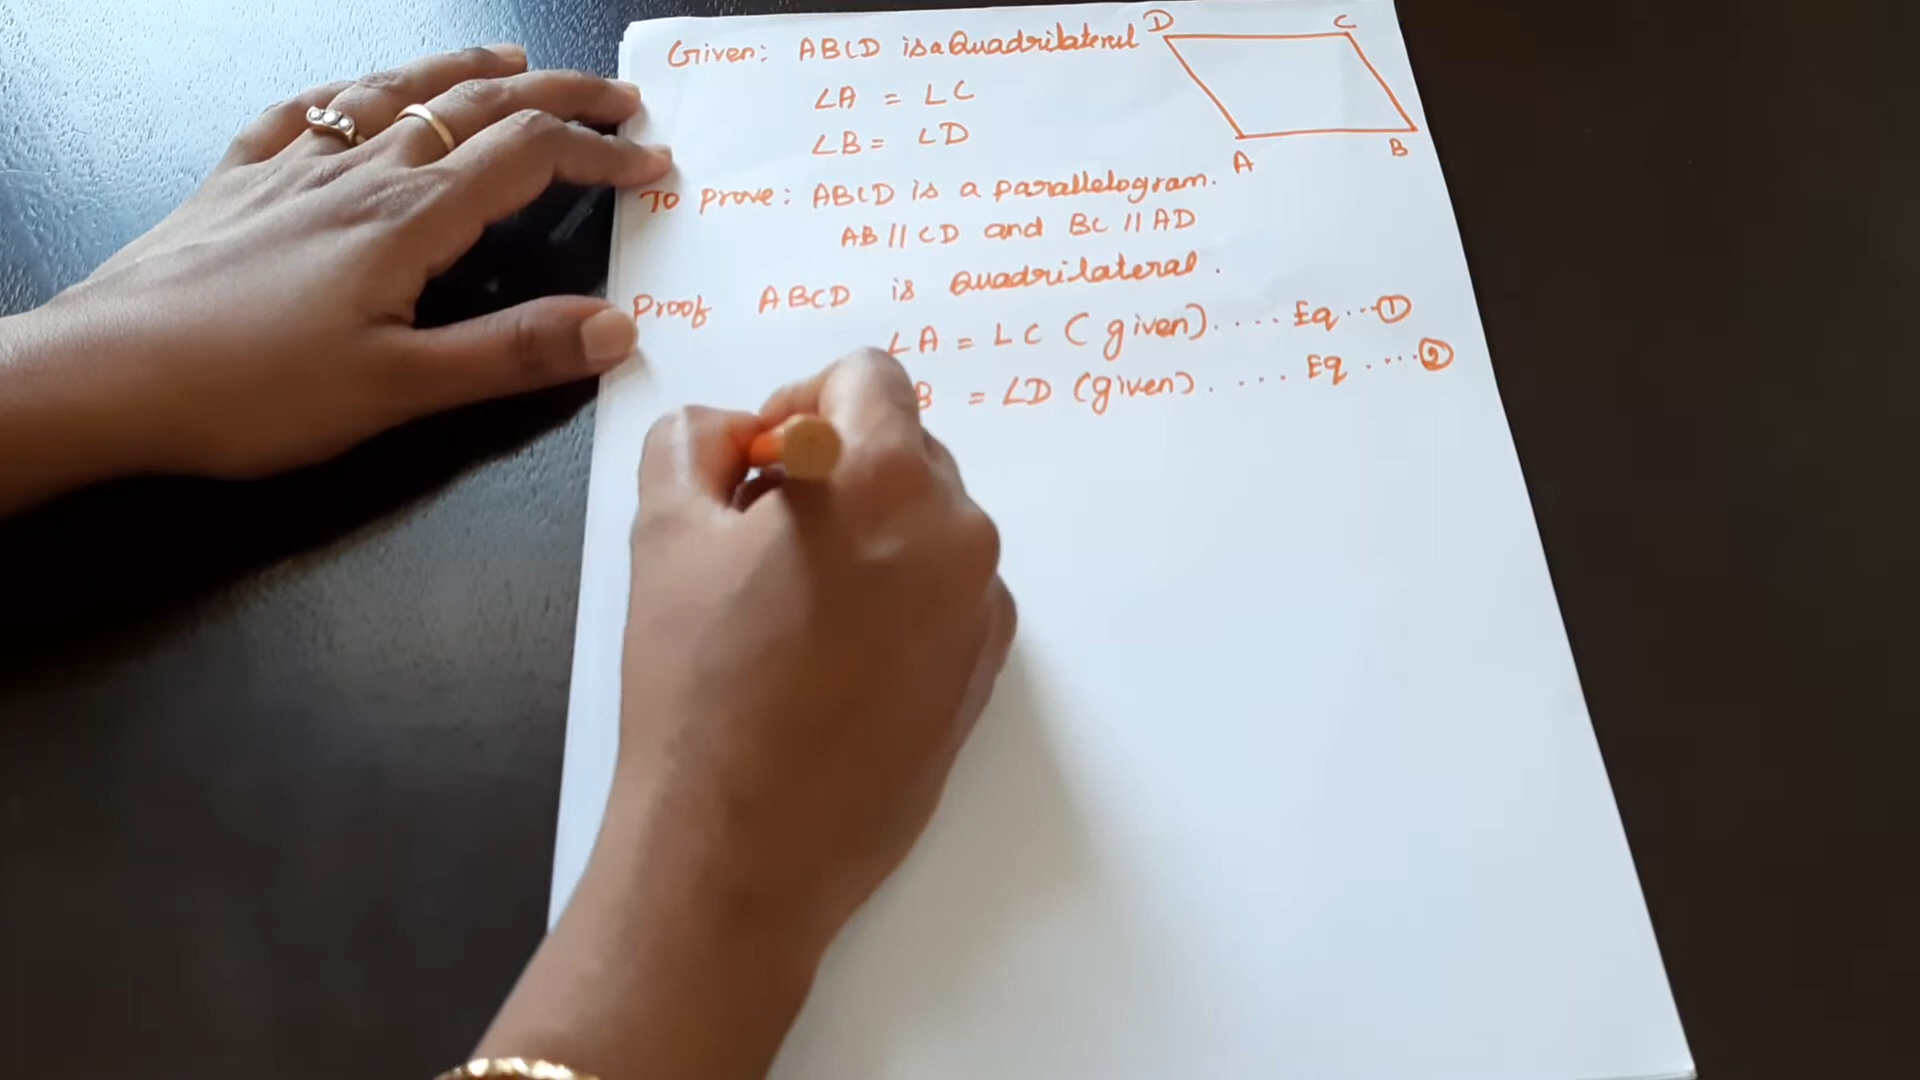 Given: ABCD is a Quadrilateral
∠A = ∠C
∠B = ∠D
To prove: ABCD is a parallelogram.
AB // CD and BC // AD
Proof ABCD is Quadrilateral.
∠A = ∠C (given). ... Eq ... ①
B = ∠D (given). ... Eq .... ②
D
C
A
B